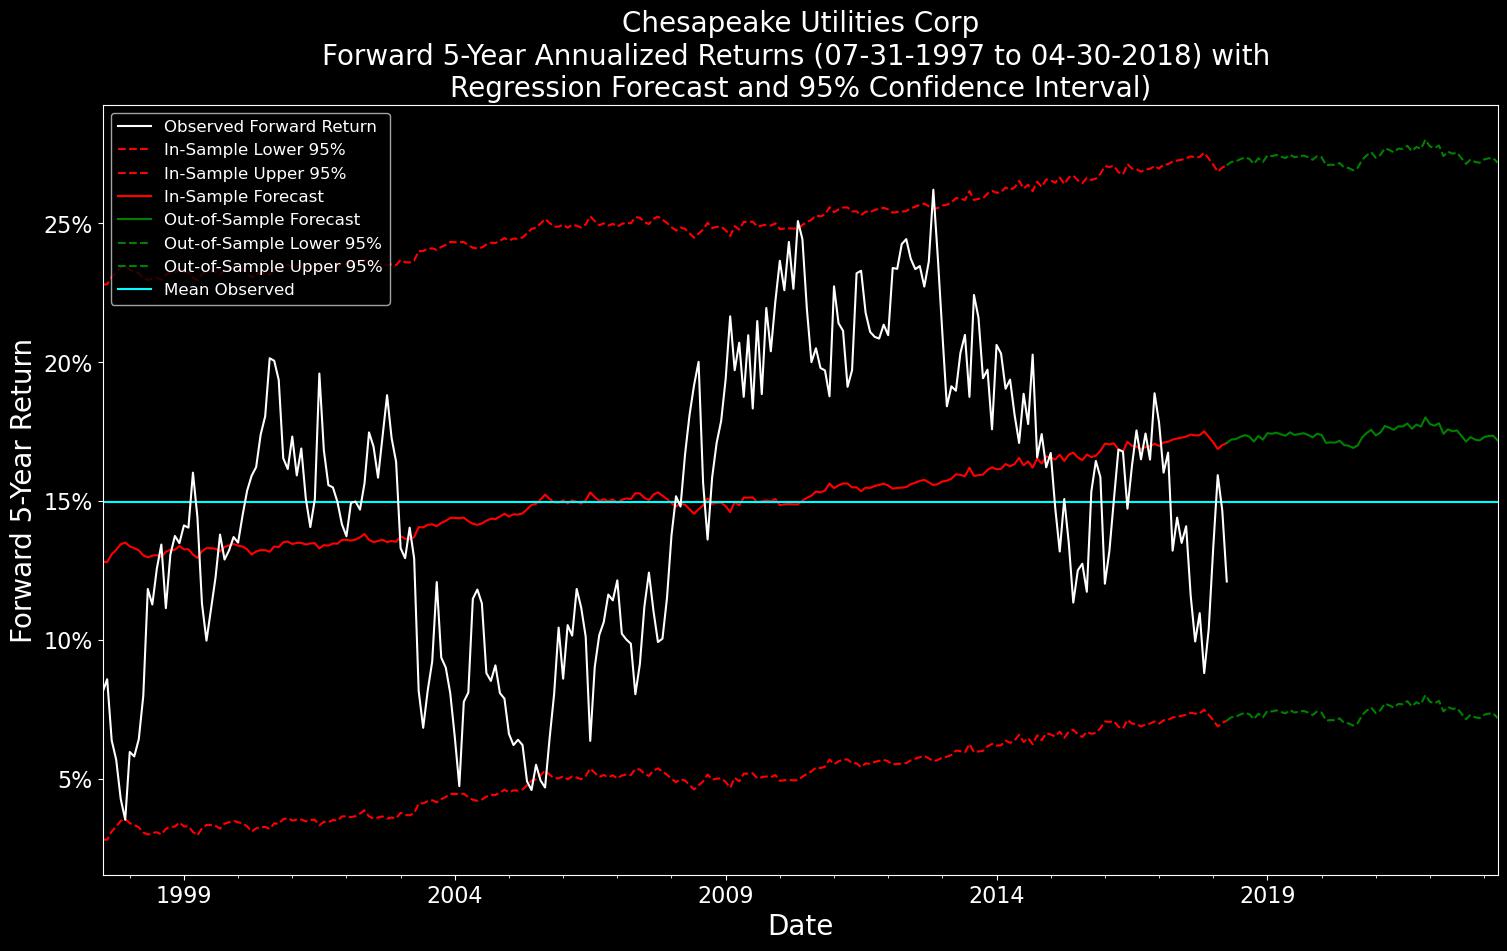 Chesapeake Utilities Corp
Forward 5-Year Annualized Returns (07-31-1997 to 04-30-2018) with
Regression Forecast and 95% Confidence Interval)
Observed Forward Return
In-Sample Lower 95%
In-Sample Upper 95%
In-Sample Forecast
Out-of-Sample Forecast
Out-of-Sample Lower 95%
Out-of-Sample Upper 95%
Mean Observed
Forward 5-Year Return
25%
20%
15%
10%
5%
1999
2004
2009
2014
2019
Date